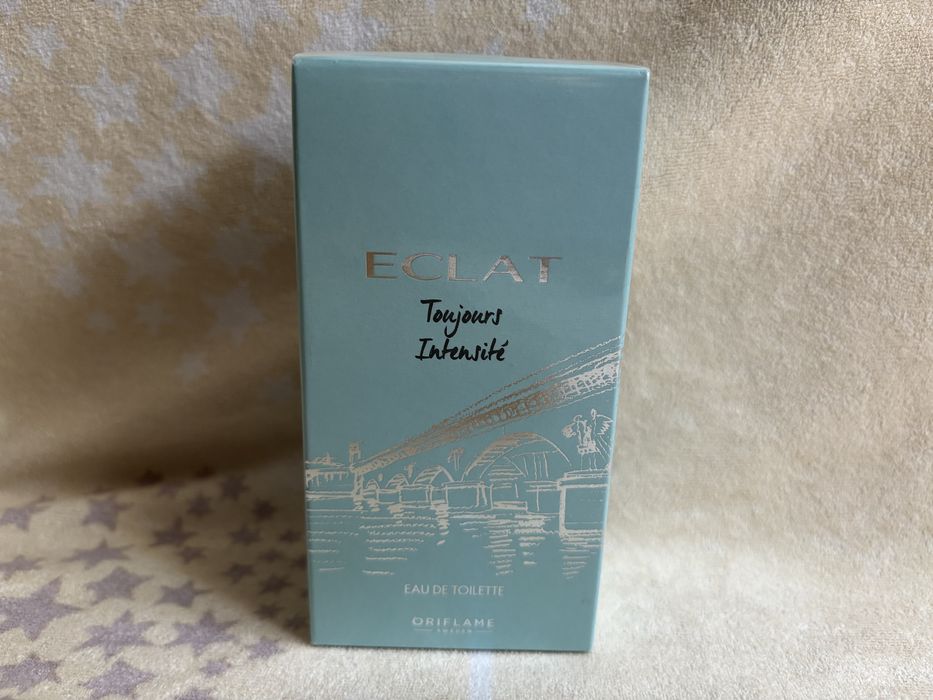 ECLAT
Toujours
Intensité
EAU DE TOILETTE
ORIFLAME
SWEDEN